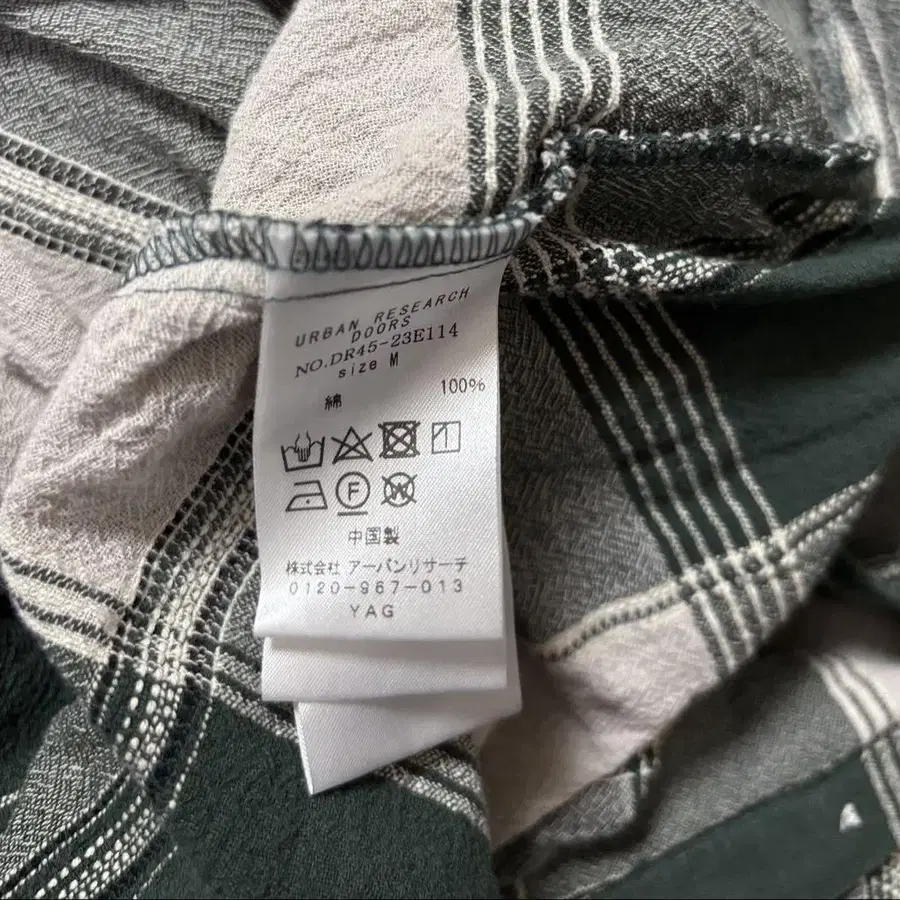 URBAN RESEARCH
DOORS
NO.DR45-23E114
size M
綿 100%
F
W
中国製
株式会社 アーバンリサーチ
0120-967-013
YAG